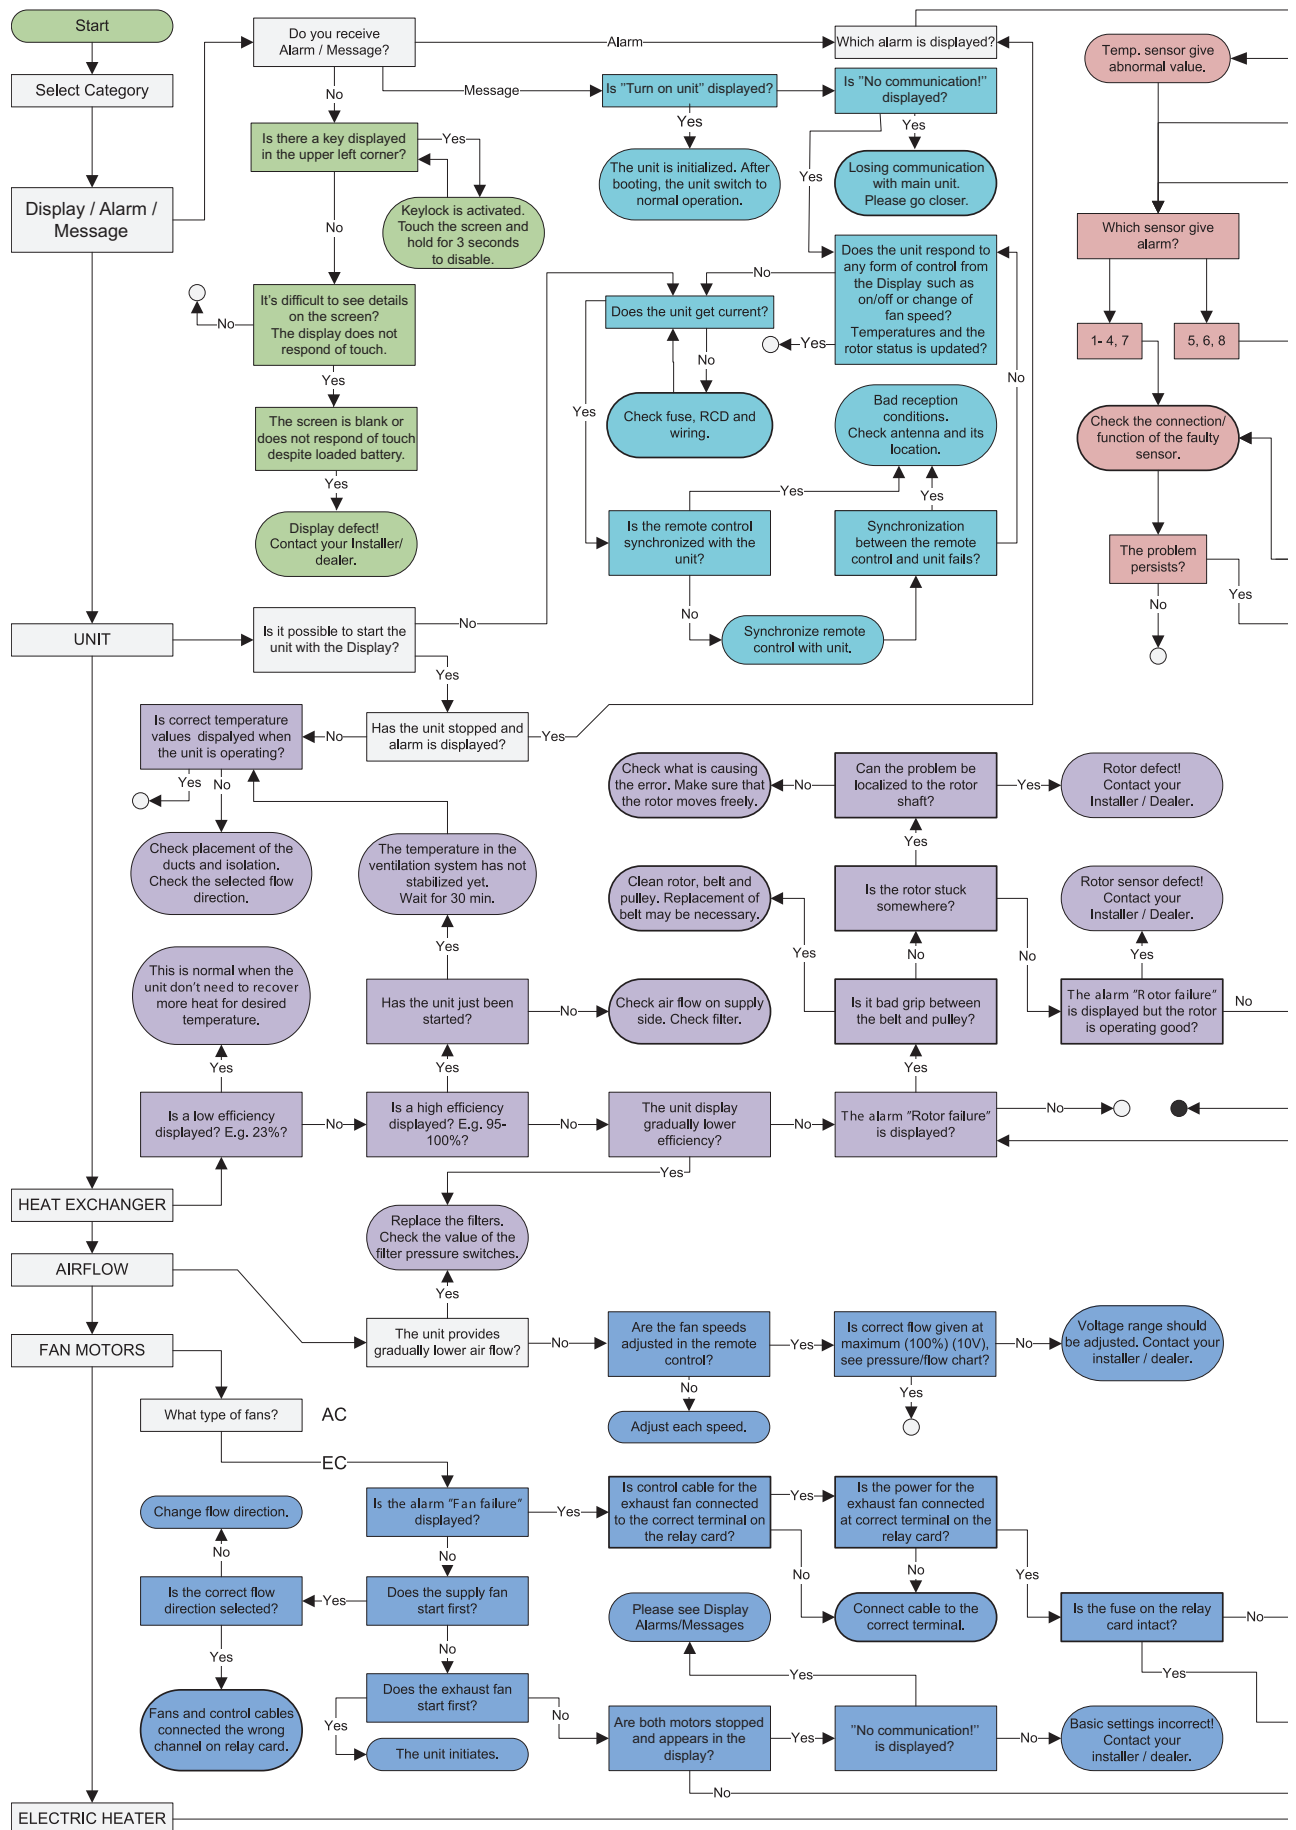 Start
Select Category
Display / Alarm /
Message
Do you receive
Alarm / Message?
Alarm
Which alarm is displayed?
Message
No
Is "Turn on unit" displayed?
Yes
The unit is initialized. After
booting, the unit switch to
normal operation.
Is "No communication!"
displayed?
Yes
Yes
Losing communication
with main unit.
Please go closer.
Is there a key displayed
in the upper left corner?
Yes
Keylock is activated.
Touch the screen and
hold for 3 seconds
to disable.
No
It's difficult to see details
on the screen?
The display does not
respond of touch.
No
Yes
The screen is blank or
does not respond of touch
despite loaded battery.
Yes
Display defect!
Contact your Installer/
dealer.
Does the unit respond to
any form of control from
the Display such as
on/off or change of
fan speed?
Temperatures and the
rotor status is updated?
No
Yes
Does the unit get current?
No
Yes
Check fuse, RCD and
wiring.
Bad reception
conditions.
Check antenna and its
location.
No
Yes
Yes
Is the remote control
synchronized with the
unit?
Synchronization
between the remote
control and unit fails?
No
Synchronize remote
control with unit.
Temp. sensor give
abnormal value.
Which sensor give
alarm?
1- 4, 7
5, 6, 8
Check the connection/
function of the faulty
sensor.
The problem
persists?
No
Yes
UNIT
Is it possible to start the
unit with the Display?
No
Yes
Has the unit stopped and
alarm is displayed?
No
Yes
Is correct temperature
values dispalyed when
the unit is operating?
Yes
No
Check placement of the
ducts and isolation.
Check the selected flow
direction.
The temperature in the
ventilation system has not
stabilized yet.
Wait for 30 min.
Yes
Check what is causing
the error. Make sure that
the rotor moves freely.
No
Can the problem be
localized to the rotor
shaft?
Yes
Rotor defect!
Contact your
Installer / Dealer.
Yes
Clean rotor, belt and
pulley. Replacement of
belt may be necessary.
Is the rotor stuck
somewhere?
Rotor sensor defect!
Contact your
Installer / Dealer.
Yes
No
No
Yes
This is normal when the
unit don't need to recover
more heat for desired
temperature.
Has the unit just been
started?
No
Check air flow on supply
side. Check filter.
Is it bad grip between
the belt and pulley?
The alarm "Rotor failure"
is displayed but the rotor
is operating good?
No
Yes
Yes
Yes
Is a low efficiency
displayed? E.g. 23%?
No
Is a high efficiency
displayed? E.g. 95-
100%?
No
The unit display
gradually lower
efficiency?
No
The alarm "Rotor failure"
is displayed?
No
Yes
HEAT EXCHANGER
Replace the filters.
Check the value of the
filter pressure switches.
Yes
AIRFLOW
The unit provides
gradually lower air flow?
No
Are the fan speeds
adjusted in the remote
control?
Yes
Is correct flow given at
maximum (100%) (10V),
see pressure/flow chart?
No
Voltage range should
be adjusted. Contact your
installer / dealer.
No
Yes
Adjust each speed.
FAN MOTORS
What type of fans?
AC
EC
Is the alarm "Fan failure"
displayed?
Yes
Is control cable for the
exhaust fan connected
to the correct terminal on
the relay card?
Yes
Is the power for the
exhaust fan connected
at correct terminal on the
relay card?
Change flow direction.
No
No
No
No
Yes
Is the correct flow
direction selected?
Yes
Does the supply fan
start first?
Please see Display
Alarms/Messages
Connect cable to the
correct terminal.
Is the fuse on the relay
card intact?
No
Yes
No
Yes
Yes
Fans and control cables
connected the wrong
channel on relay card.
Does the exhaust fan
start first?
No
Yes
The unit initiates.
Are both motors stopped
and appears in the
display?
Yes
"No communication!"
is displayed?
No
Basic settings incorrect!
Contact your
installer / dealer.
No
ELECTRIC HEATER